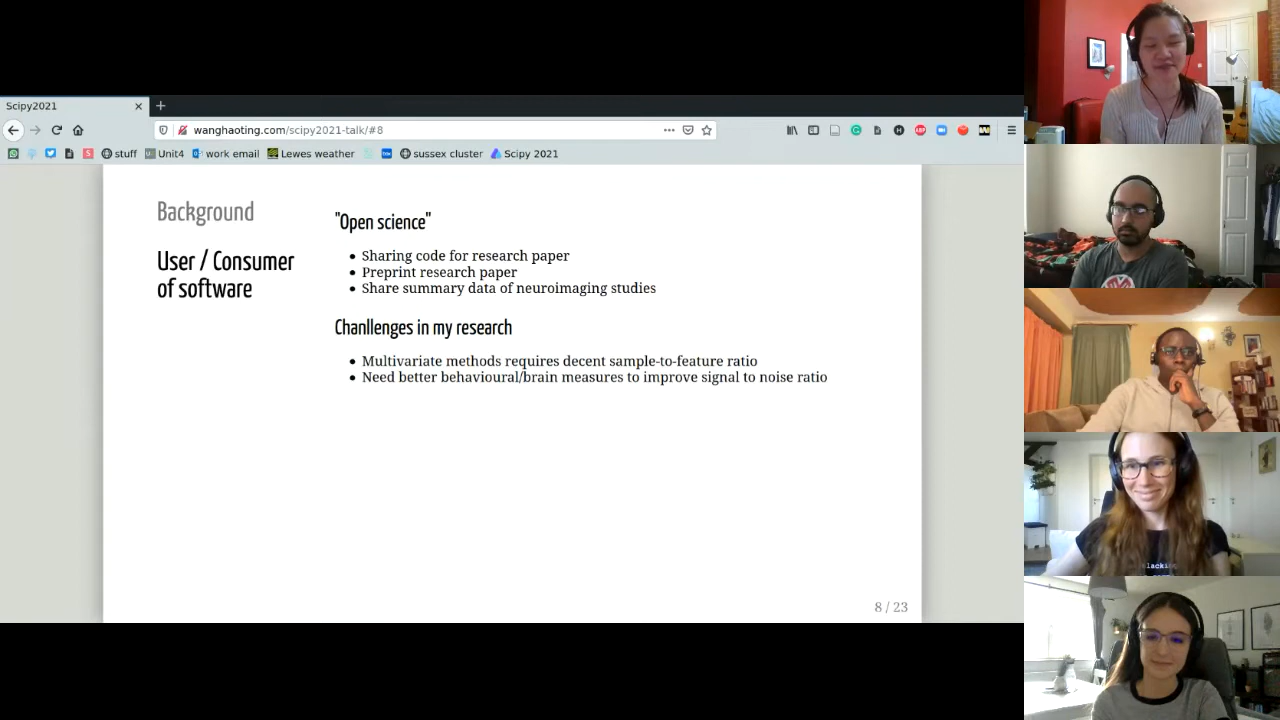 Scipy2021
wanghaoting.com/scipy2021-talk/#8
stuff Unit4 work email Lewes weather sussex cluster Scipy 2021
Background
User / Consumer
of software
"Open science"
Sharing code for research paper
Preprint research paper
Share summary data of neuroimaging studies
Chanllenges in my research
Multivariate methods requires decent sample-to-feature ratio
Need better behavioural/brain measures to improve signal to noise ratio
8 / 23